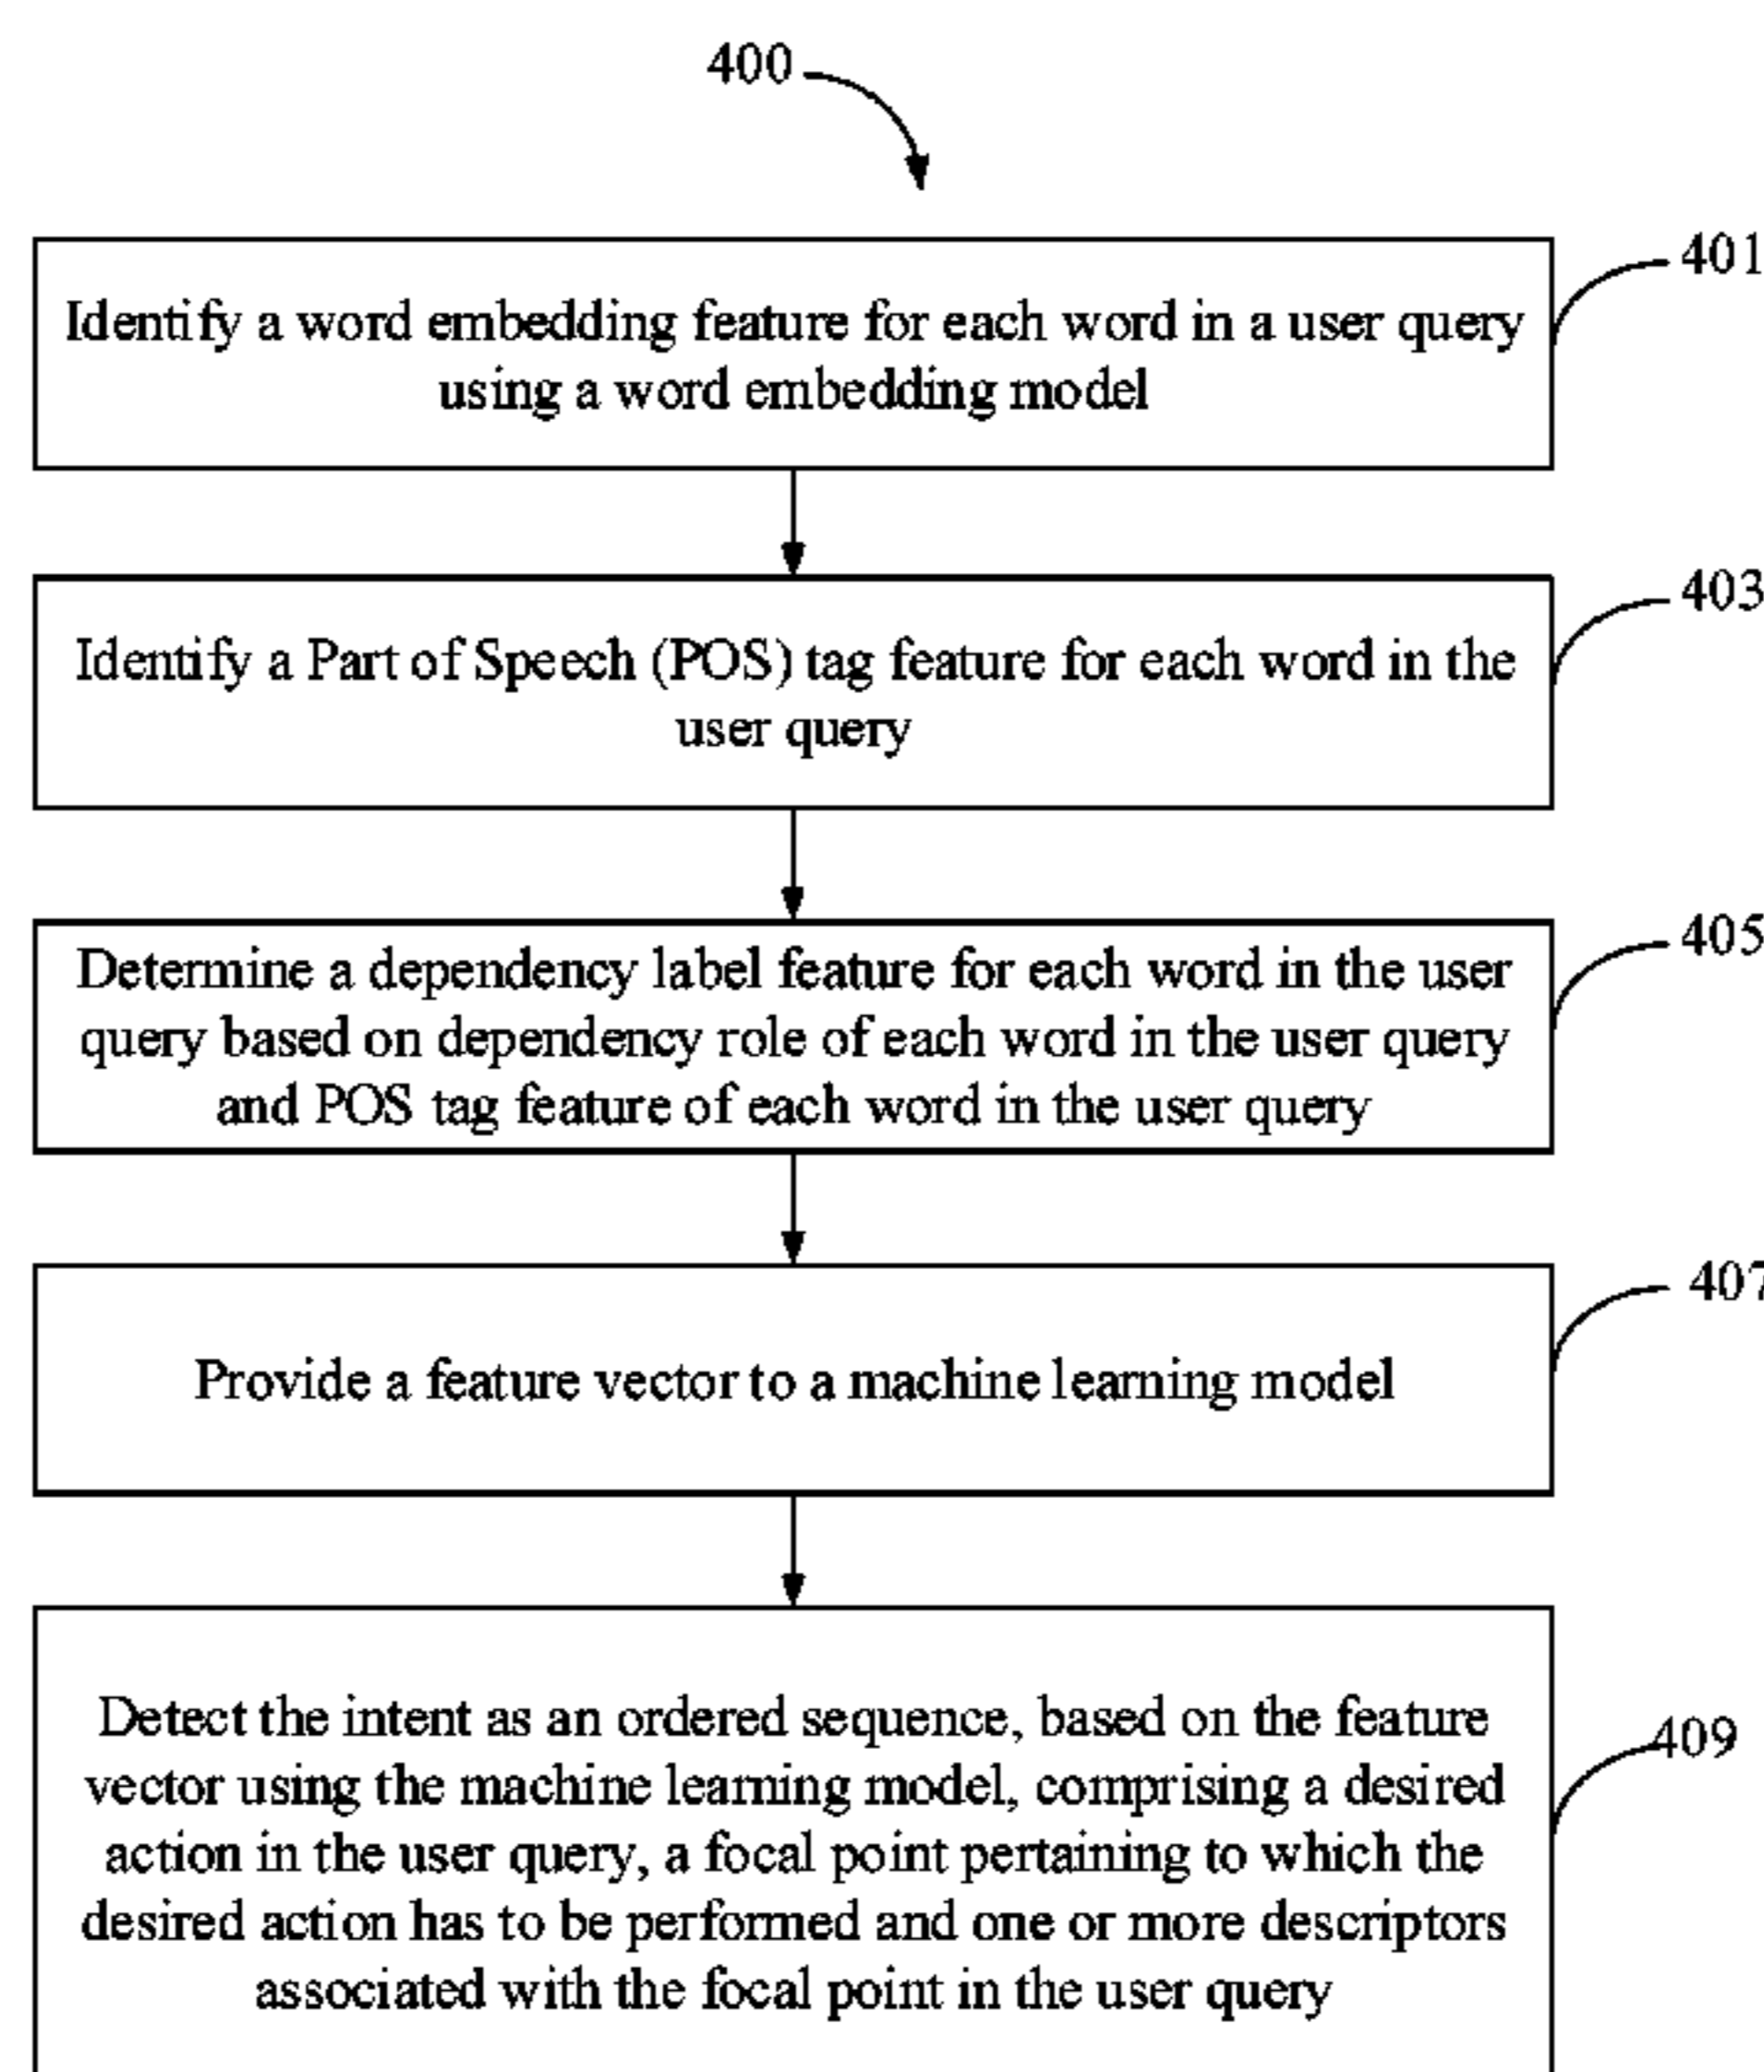 400
401
Identify a word embedding feature for each word in a user query
using a word embedding model
403
Identify a Part of Speech (POS) tag feature for each word in the
user query
405
Determine a dependency label feature for each word in the user
query based on dependency role of each word in the user query
and POS tag feature of each word in the user query
407
Provide a feature vector to a machine learning model
409
Detect the intent as an ordered sequence, based on the feature
vector using the machine learning model, comprising a desired
action in the user query, a focal point pertaining to which the
desired action has to be performed and one or more descriptors
associated with the focal point in the user query